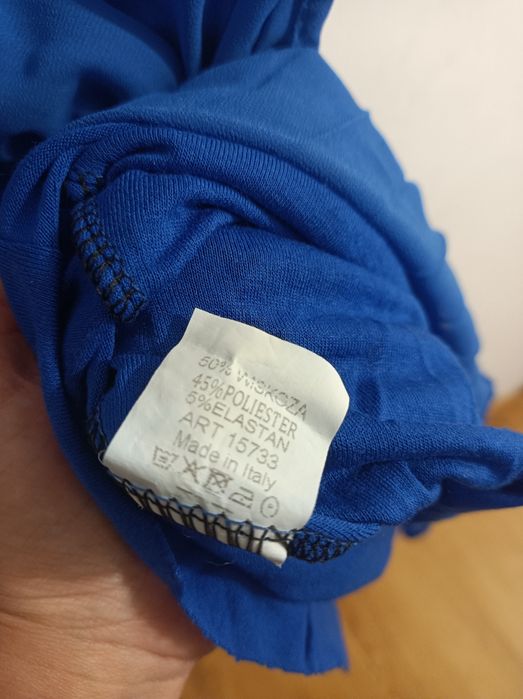 50% WISKOZA
45%POLIESTER
5%ELASTAN
ART 15733
Made in Italy